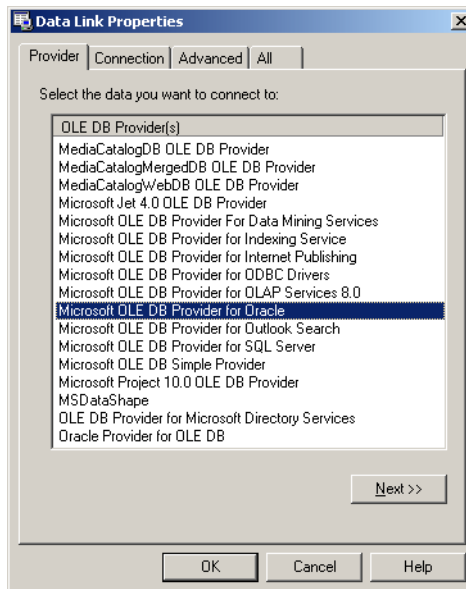 Data Link Properties
Provider Connection Advanced All
Select the data you want to connect to:
OLE DB Provider(s)
MediaCatalogDB OLE DB Provider
MediaCatalogMergedDB OLE DB Provider
MediaCatalogWebDB OLE DB Provider
Microsoft Jet 4.0 OLE DB Provider
Microsoft OLE DB Provider For Data Mining Services
Microsoft OLE DB Provider for Indexing Service
Microsoft OLE DB Provider for Internet Publishing
Microsoft OLE DB Provider for ODBC Drivers
Microsoft OLE DB Provider for OLAP Services 8.0
Microsoft OLE DB Provider for Oracle
Microsoft OLE DB Provider for Outlook Search
Microsoft OLE DB Provider for SQL Server
Microsoft OLE DB Simple Provider
Microsoft Project 10.0 OLE DB Provider
MSDataShape
OLE DB Provider for Microsoft Directory Services
Oracle Provider for OLE DB
Next >>
OK Cancel Help